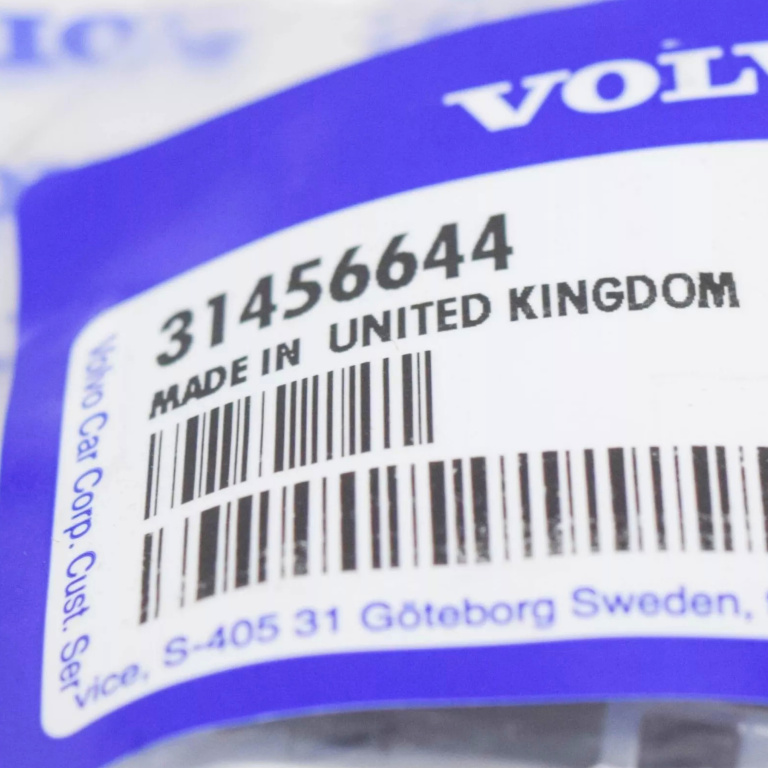 VOLV
31456644
MADE IN UNITED KINGDOM
Volvo Car Corp. Cust. Service, S-405 31 Göteborg Sweden,